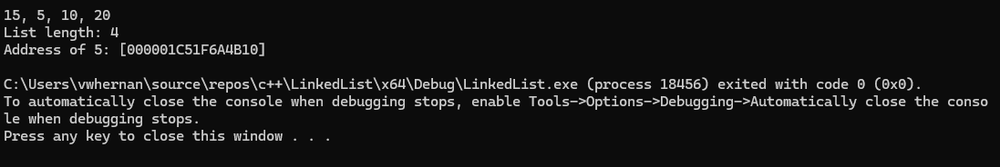 15, 5, 10, 20
List length: 4
Address of 5: [000001C51F6A4B10]
C:\Users\vwhernan\source\repos\c++\LinkedList\x64\Debug\LinkedList.exe (process 18456) exited with code 0 (0x0).
To automatically close the console when debugging stops, enable Tools->Options->Debugging->Automatically close the conso
le when debugging stops.
Press any key to close this window . . .